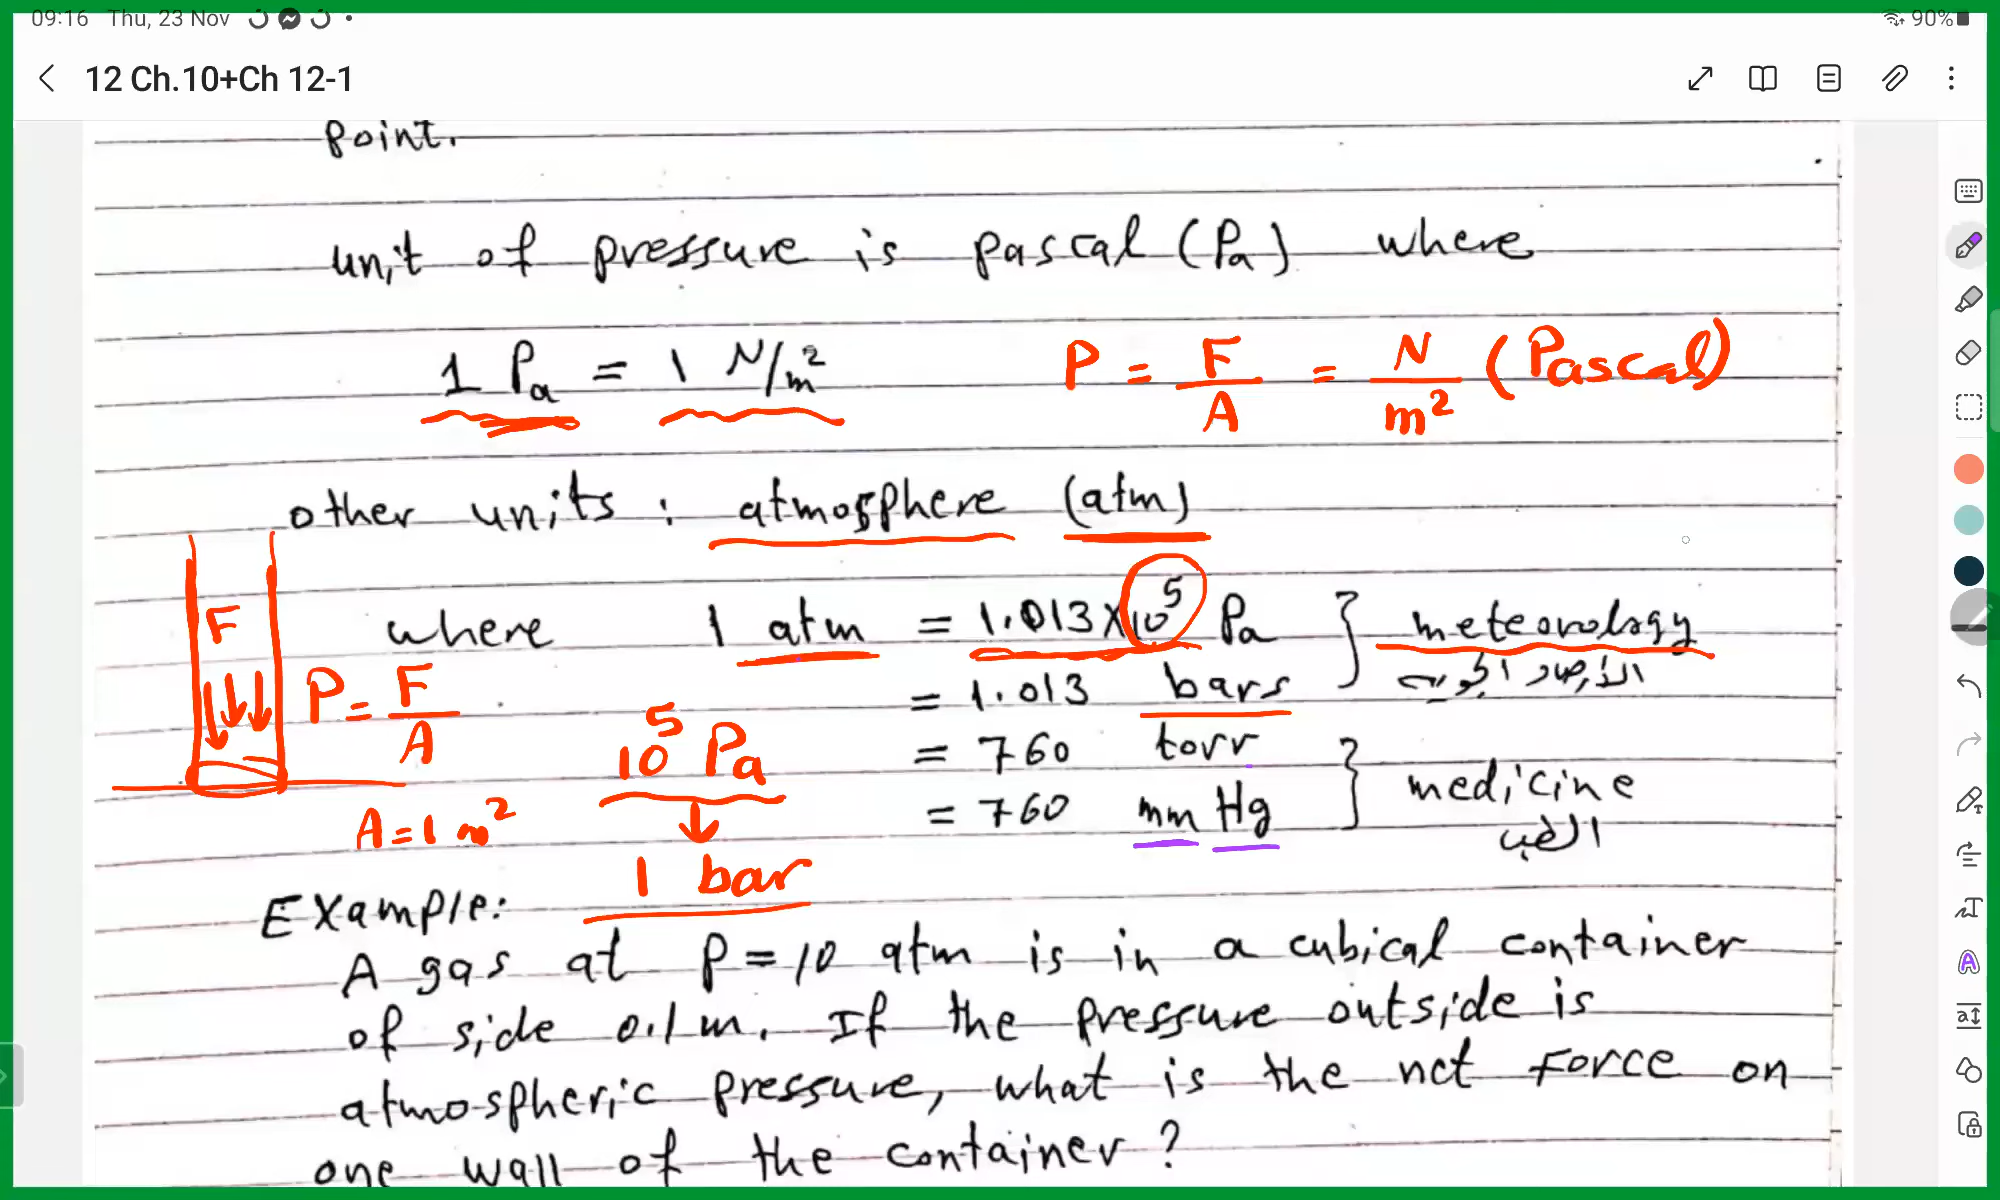 09:16 Thu, 23 Nov
90%
12 Ch.10+Ch 12-1
point.
unit of pressure is pascal (Pa) where
1 Pa = 1 N/m²
P = F/A = N/m² (Pascal)
other units : atmosphere (atm)
where 1 atm = 1.013×10⁵ Pa } meteorology
= 1.013 bars
الأرصاد الجوية
= 760 torr
= 760 mm Hg } medicine
الطب
F
P = F/A
A = 1 m²
10⁵ Pa
1 bar
Example:
A gas at P = 10 atm is in a cubical container
of side 0.1 m. If the pressure outside is
atmospheric pressure, what is the net force on
one wall of the container ?